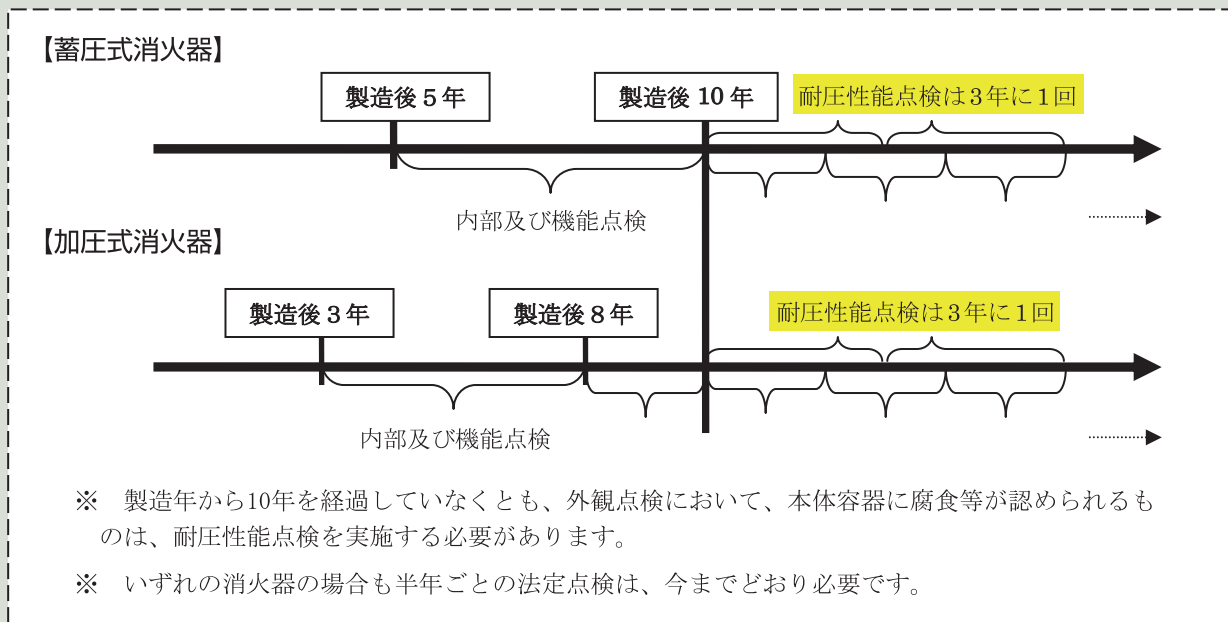 【蓄圧式消火器】
製造後5年
製造後10年
耐圧性能点検は3年に1回
内部及び機能点検
【加圧式消火器】
製造後3年
製造後8年
耐圧性能点検は3年に1回
内部及び機能点検
※　製造年から10年を経過していなくとも、外観点検において、本体容器に腐食等が認められるも
のは、耐圧性能点検を実施する必要があります。
※　いずれの消火器の場合も半年ごとの法定点検は、今までどおり必要です。